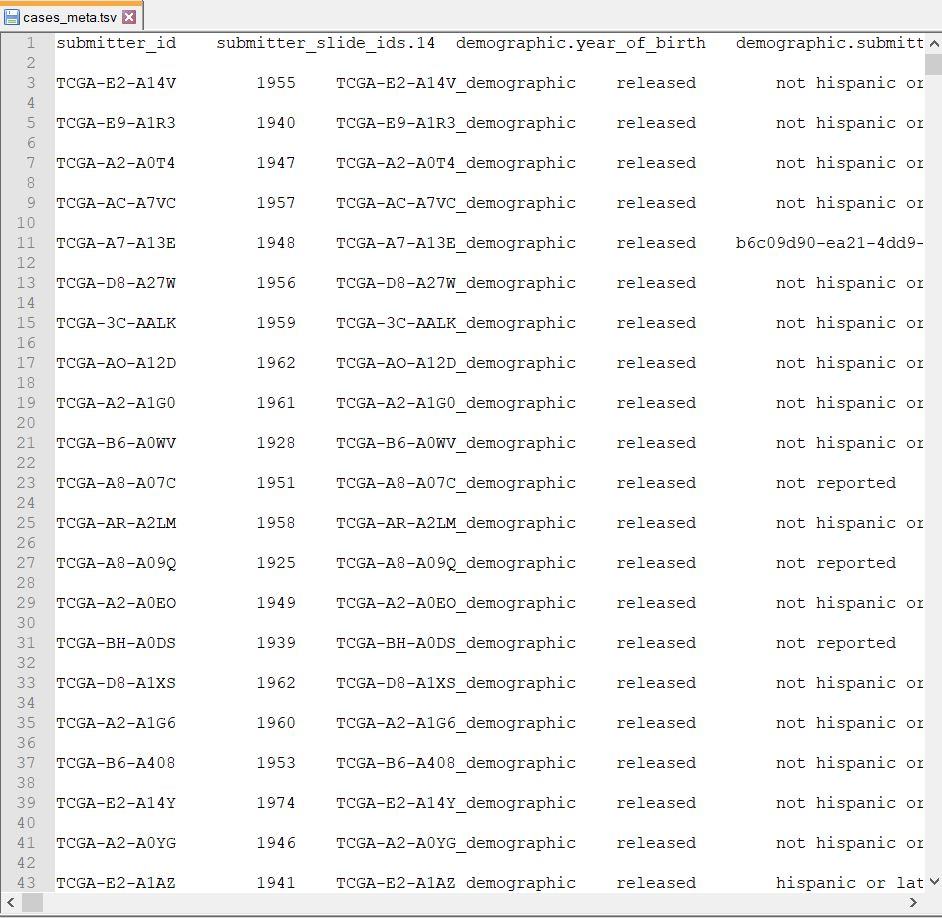 cases_meta.tsv
1 submitter_id submitter_slide_ids.14 demographic.year_of_birth demographic.submitt
2
3 TCGA-E2-A14V 1955 TCGA-E2-A14V_demographic released not hispanic or
4
5 TCGA-E9-A1R3 1940 TCGA-E9-A1R3_demographic released not hispanic or
6
7 TCGA-A2-A0T4 1947 TCGA-A2-A0T4_demographic released not hispanic or
8
9 TCGA-AC-A7VC 1957 TCGA-AC-A7VC_demographic released not hispanic or
10
11 TCGA-A7-A13E 1948 TCGA-A7-A13E_demographic released b6c09d90-ea21-4dd9-
12
13 TCGA-D8-A27W 1956 TCGA-D8-A27W_demographic released not hispanic or
14
15 TCGA-3C-AALK 1959 TCGA-3C-AALK_demographic released not hispanic or
16
17 TCGA-AO-A12D 1962 TCGA-AO-A12D_demographic released not hispanic or
18
19 TCGA-A2-A1G0 1961 TCGA-A2-A1G0_demographic released not hispanic or
20
21 TCGA-B6-A0WV 1928 TCGA-B6-A0WV_demographic released not hispanic or
22
23 TCGA-A8-A07C 1951 TCGA-A8-A07C_demographic released not reported
24
25 TCGA-AR-A2LM 1958 TCGA-AR-A2LM_demographic released not hispanic or
26
27 TCGA-A8-A09Q 1925 TCGA-A8-A09Q_demographic released not reported
28
29 TCGA-A2-A0EO 1949 TCGA-A2-A0EO_demographic released not hispanic or
30
31 TCGA-BH-A0DS 1939 TCGA-BH-A0DS_demographic released not reported
32
33 TCGA-D8-A1XS 1962 TCGA-D8-A1XS_demographic released not hispanic or
34
35 TCGA-A2-A1G6 1960 TCGA-A2-A1G6_demographic released not hispanic or
36
37 TCGA-B6-A408 1953 TCGA-B6-A408_demographic released not hispanic or
38
39 TCGA-E2-A14Y 1974 TCGA-E2-A14Y_demographic released not hispanic or
40
41 TCGA-A2-A0YG 1946 TCGA-A2-A0YG_demographic released not hispanic or
42
43 TCGA-E2-A1AZ 1941 TCGA-E2-A1AZ_demographic released hispanic or lat